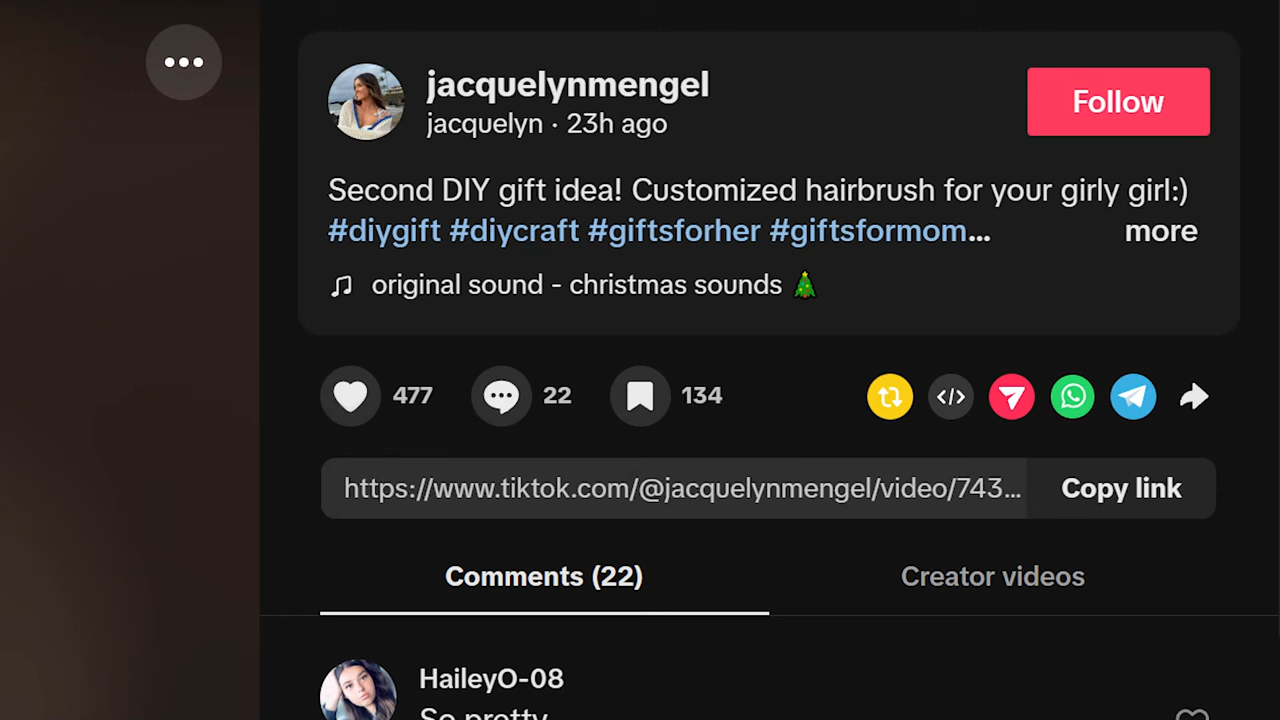 jacquelynmengel
jacquelyn · 23h ago
Follow
Second DIY gift idea! Customized hairbrush for your girly girl:)
#diygift #diycraft #giftsforher #giftsformom... more
original sound - christmas sounds 🎄
477 22 134
https://www.tiktok.com/@jacquelynmengel/video/743... Copy link
Comments (22) Creator videos
HaileyO-08
So pretty